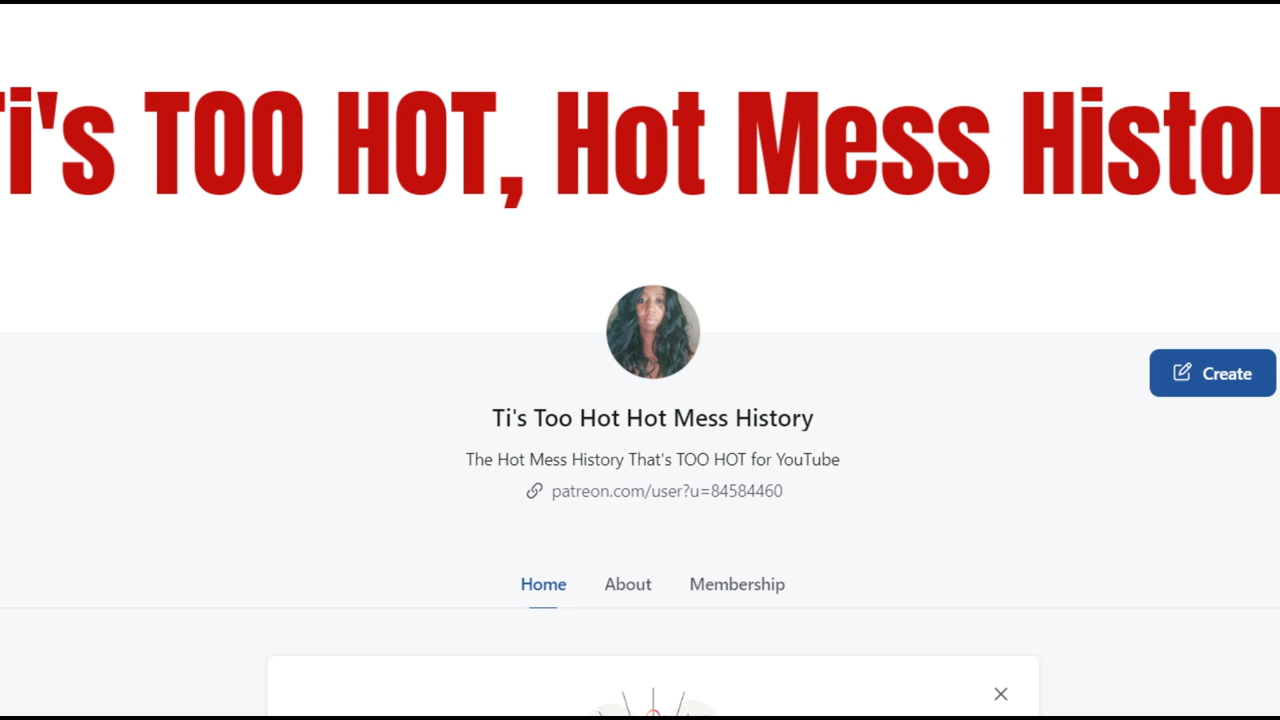 Ti's TOO HOT, Hot Mess Histor
Create
Ti's Too Hot Hot Mess History
The Hot Mess History That's TOO HOT for YouTube
patreon.com/user?u=84584460
Home About Membership